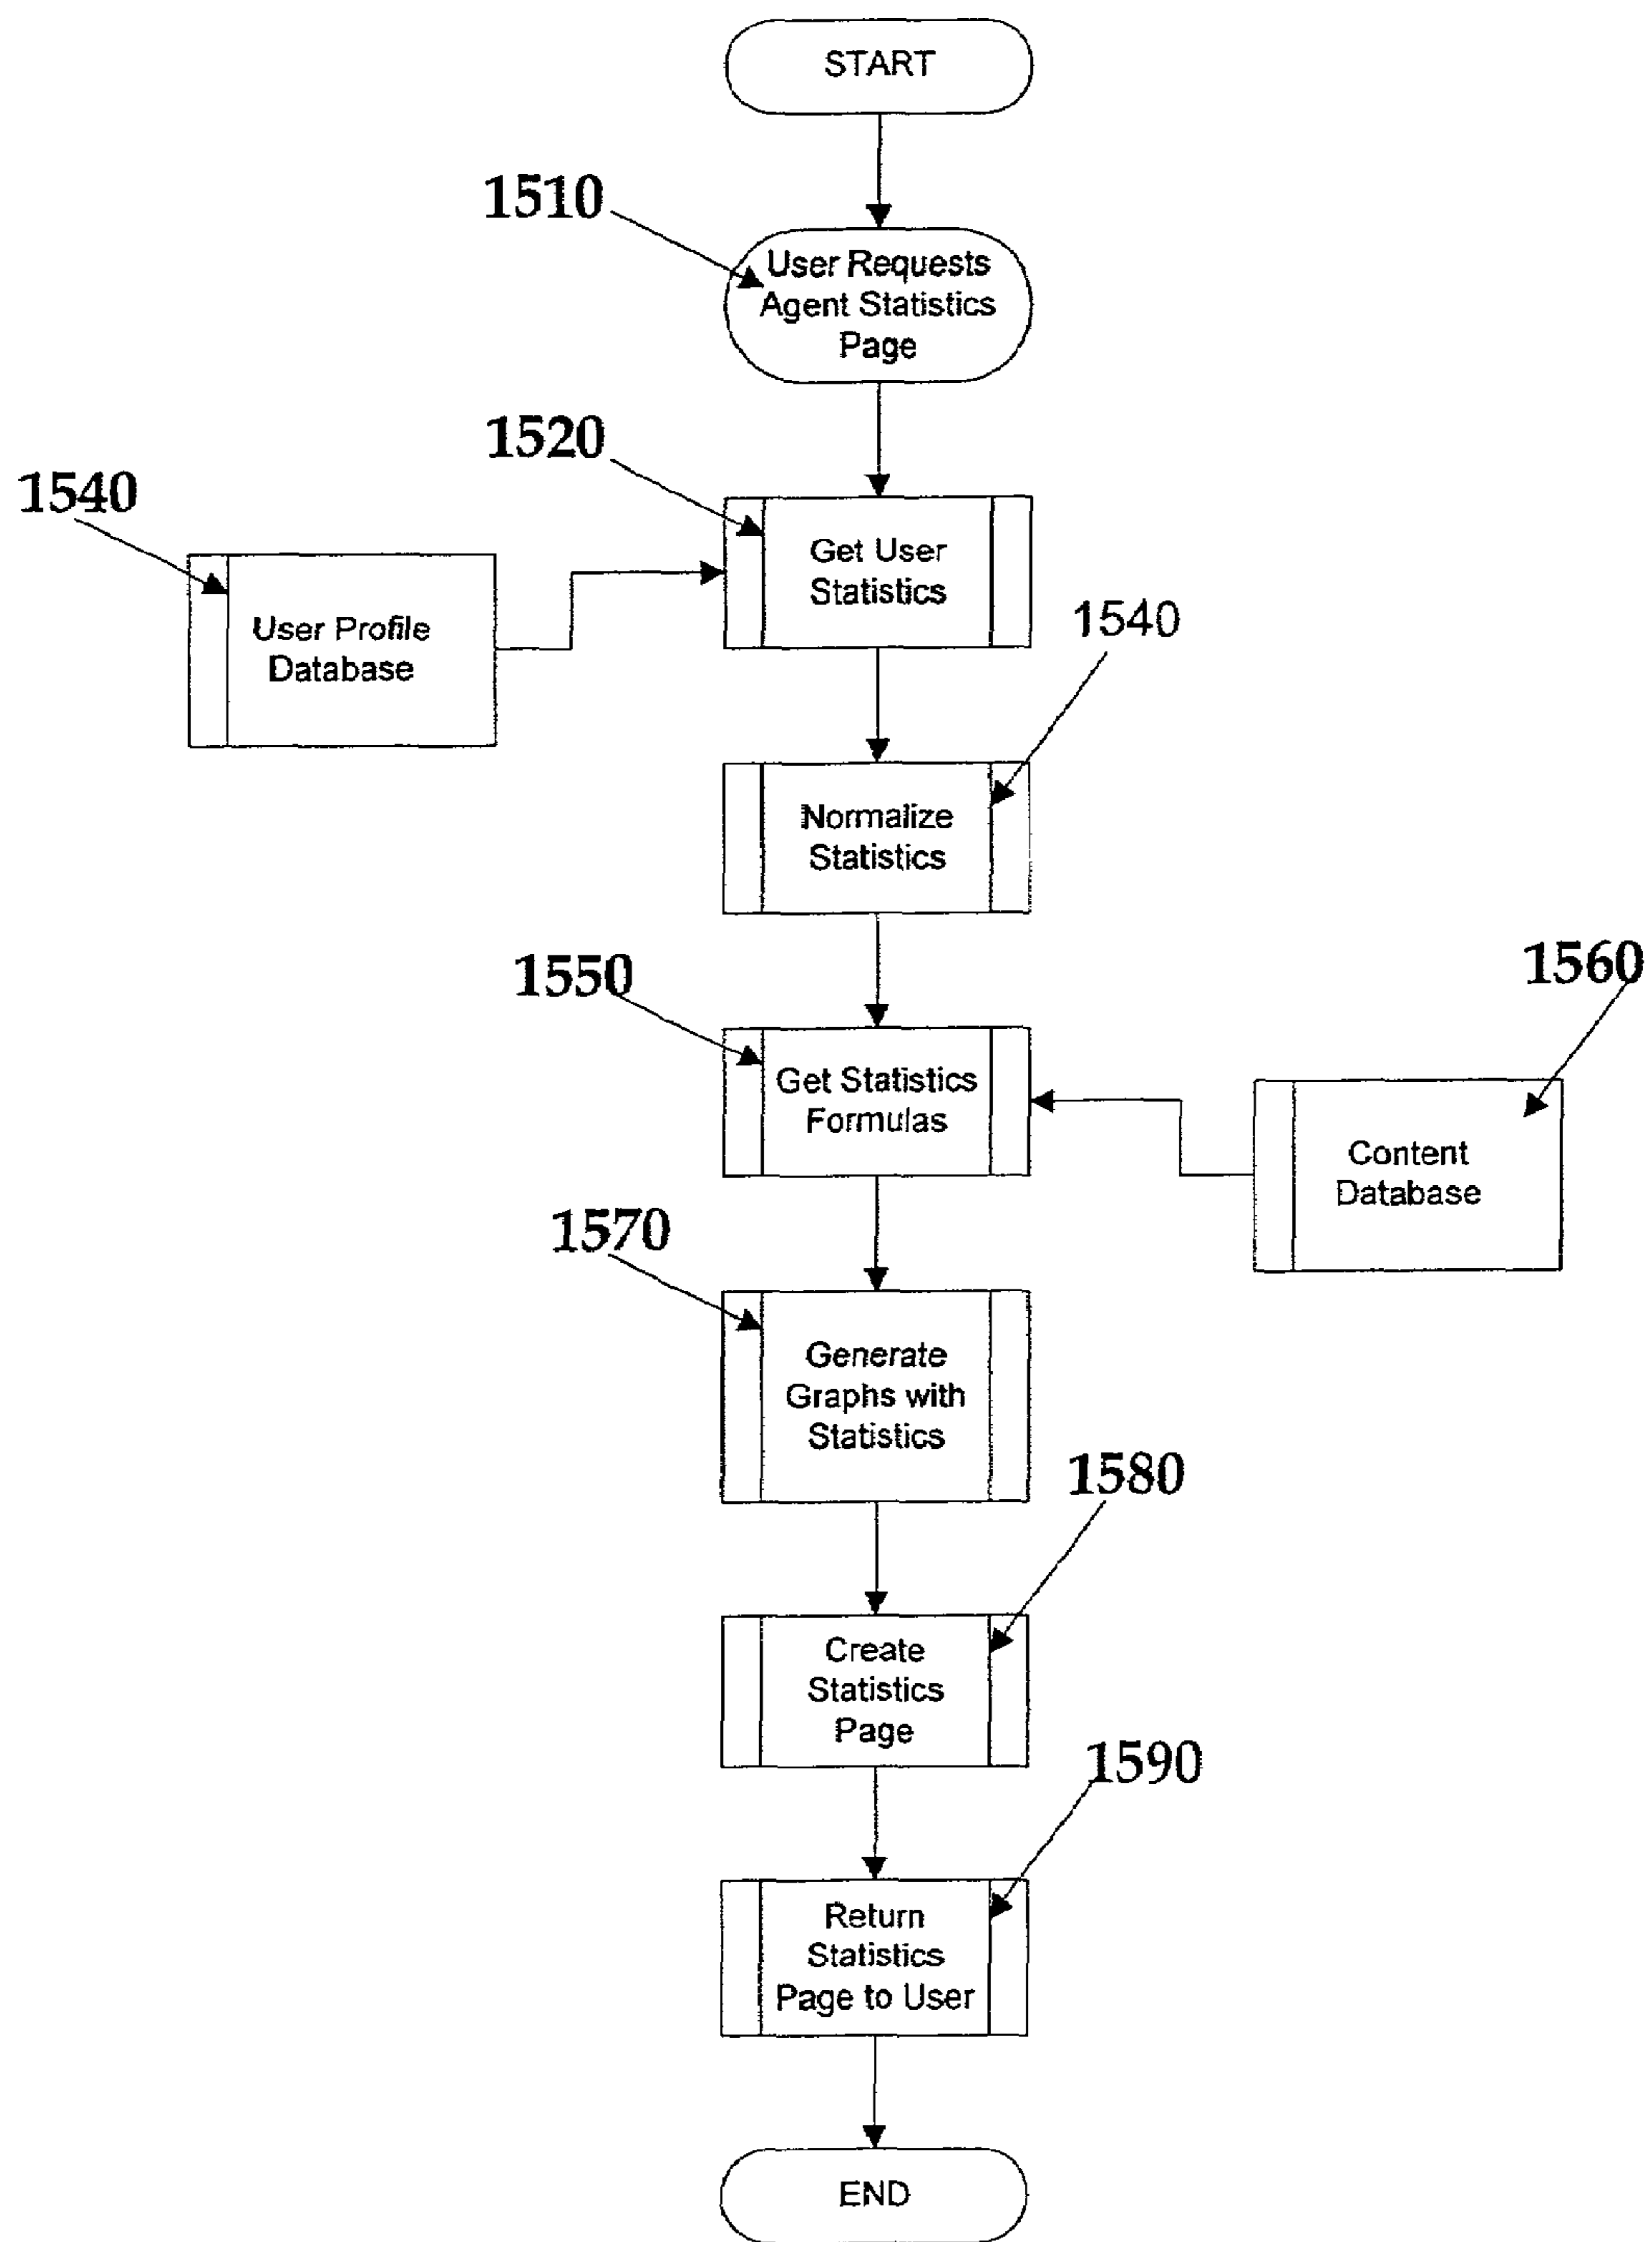 START
1510
User Requests
Agent Statistics
Page
1520
1540
Get User
Statistics
User Profile
Database
1540
Normalize
Statistics
1550
1560
Get Statistics
Formulas
Content
Database
1570
Generate
Graphs with
Statistics
1580
Create
Statistics
Page
1590
Return
Statistics
Page to User
END